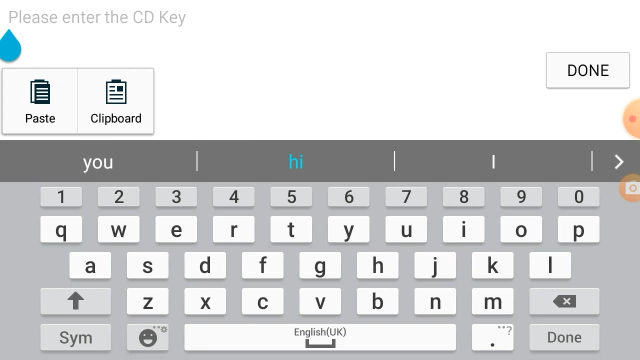 Please enter the CD Key
DONE
Paste Clipboard
you hi I
1 2 3 4 5 6 7 8 9 0
q w e r t y u i o p
a s d f g h j k l
z x c v b n m
Sym English(UK) . ? Done